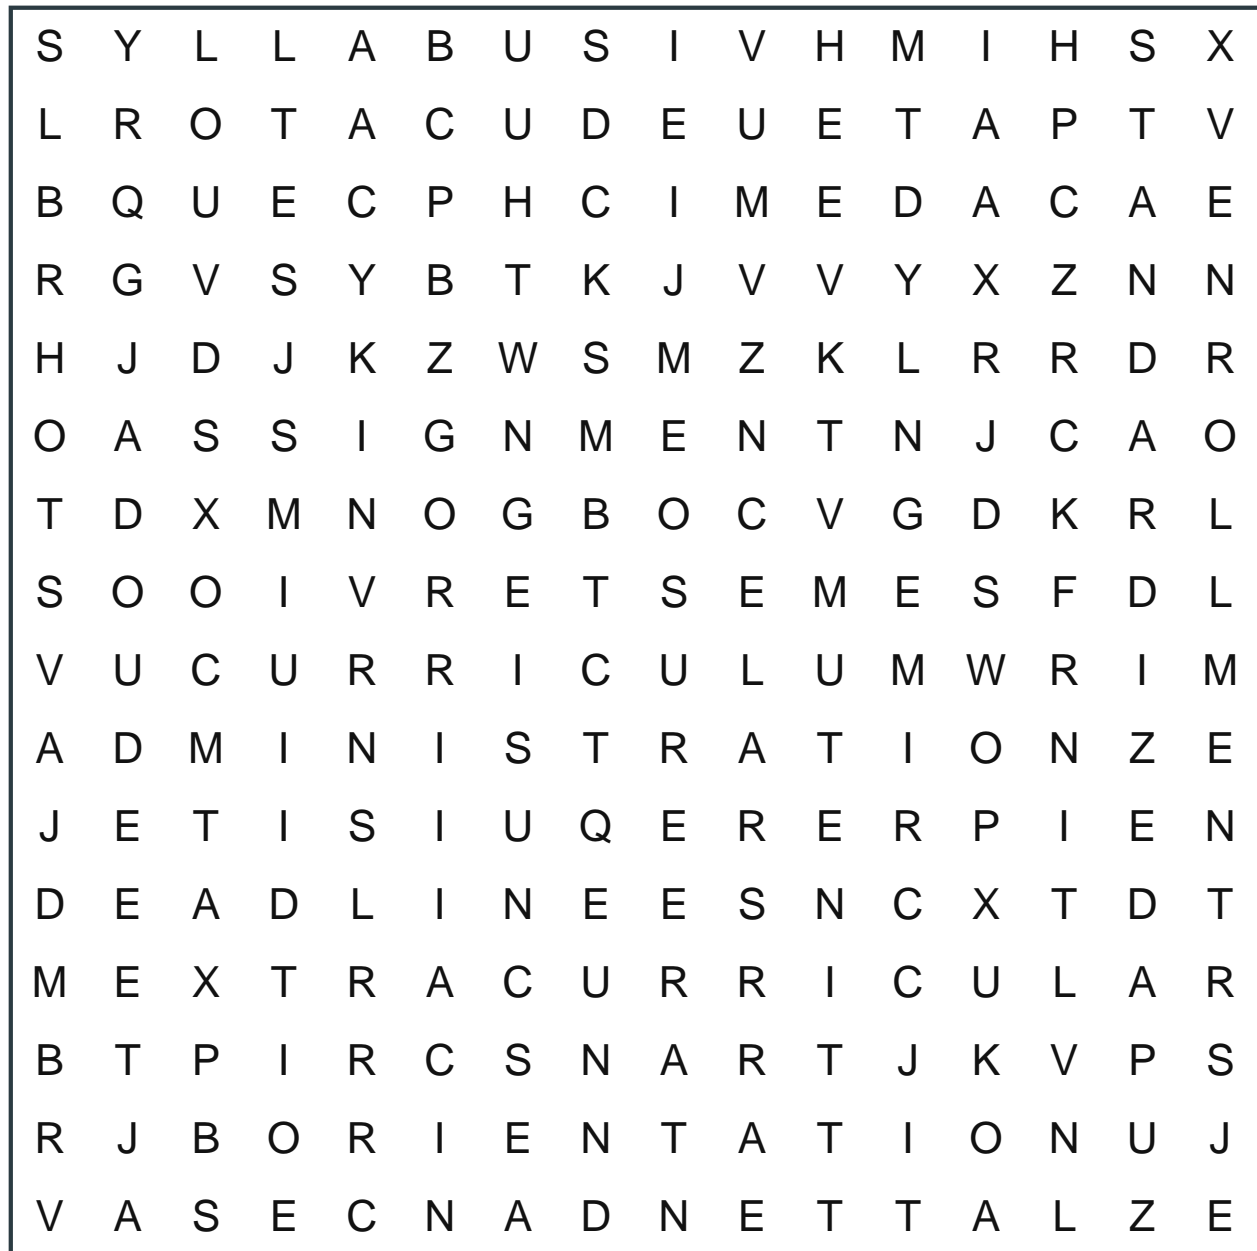 S Y L L A B U S I V H M I H S X
L R O T A C U D E U E T A P T V
B Q U E C P H C I M E D A C A E
R G V S Y B T K J V V Y X Z N N
H J D J K Z W S M Z K L R R D R
O A S S I G N M E N T N J C A O
T D X M N O G B O C V G D K R L
S O O I V R E T S E M E S F D L
V U C U R R I C U L U M W R I M
A D M I N I S T R A T I O N Z E
J E T I S I U Q E R E R P I E N
D E A D L I N E E S N C X T D T
M E X T R A C U R R I C U L A R
B T P I R C S N A R T J K V P S
R J B O R I E N T A T I O N U J
V A S E C N A D N E T T A L Z E